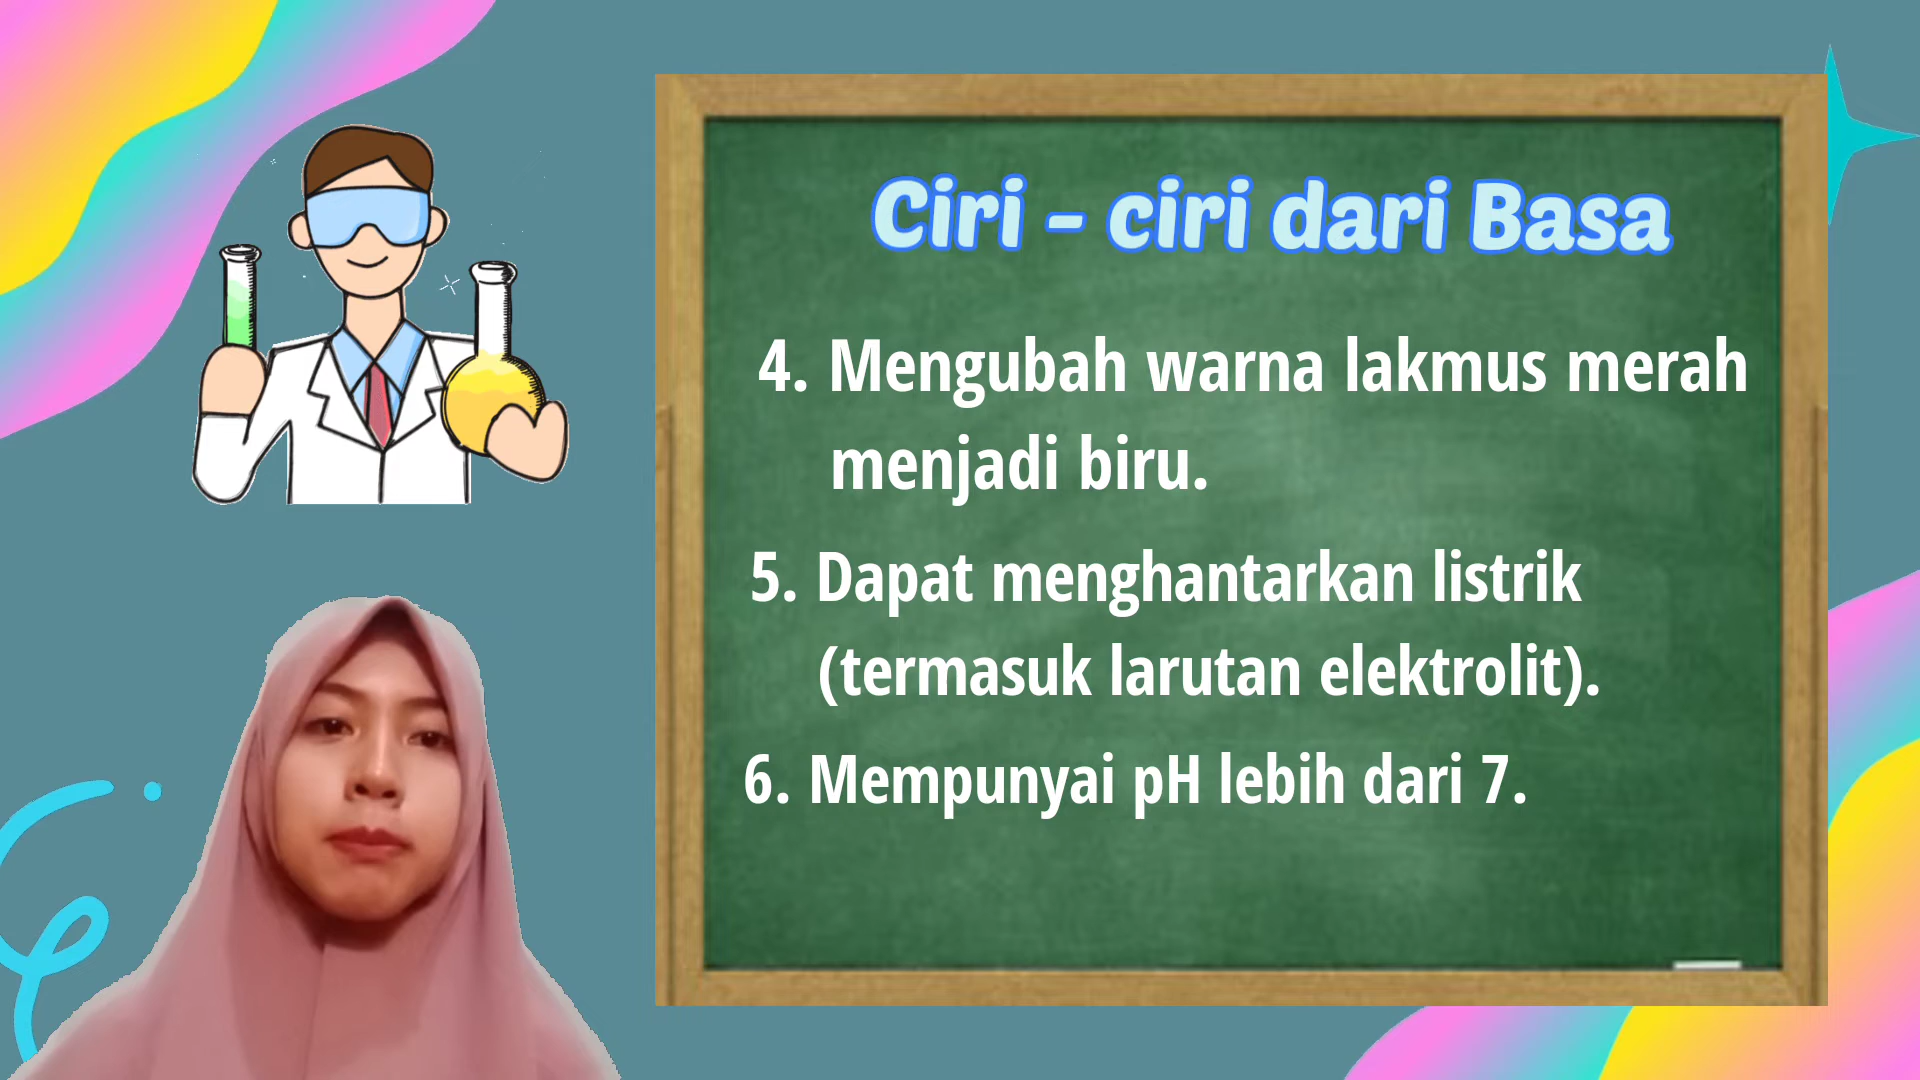 Ciri - ciri dari Basa
4. Mengubah warna lakmus merah
menjadi biru.
5. Dapat menghantarkan listrik
(termasuk larutan elektrolit).
6. Mempunyai pH lebih dari 7.